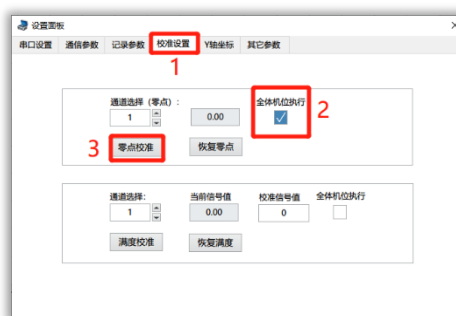 设置面板
串口设置 通信参数 记录参数 校准设置 Y轴坐标 其它参数
1
通道选择（零点）: 全体机位执行
1 0.00 2
3 零点校准 恢复零点
通道选择: 当前信号值 校准信号值 全体机位执行
1 0.00 0
满度校准 恢复满度